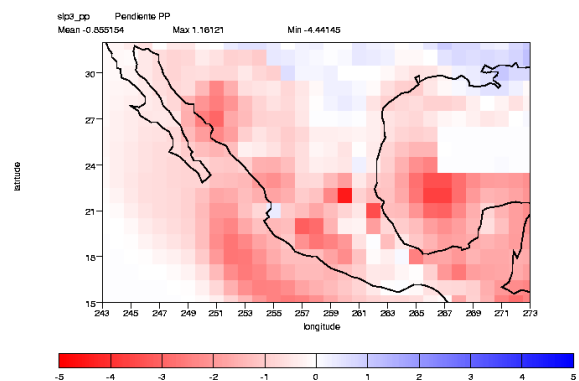 slp3_pp Pendiente PP
Mean -0.855154 Max 1.16121 Min -4.44145
latitude
30
27
24
21
18
15
243 245 247 249 251 253 255 257 259 261 263 265 267 269 271 273
longitude
-5 -4 -3 -2 -1 0 1 2 3 4 5